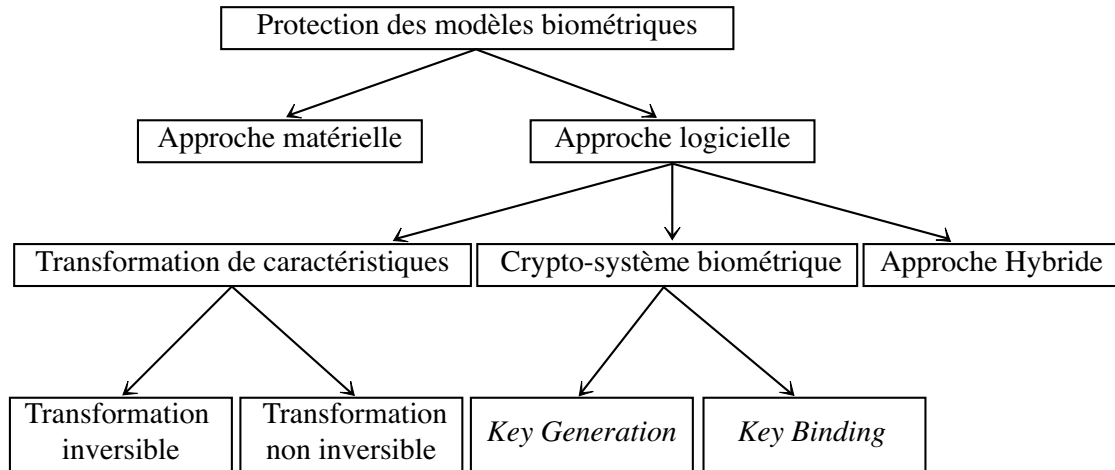 Protection des modèles biométriques
Approche matérielle
Approche logicielle
Transformation de caractéristiques
Crypto-système biométrique
Approche Hybride
Transformation
inversible
Transformation
non inversible
Key Generation
Key Binding